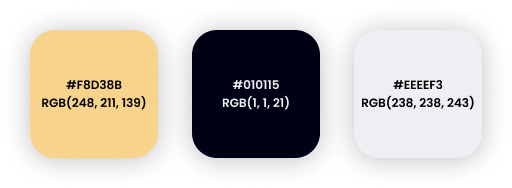 #F8D38B
RGB(248, 211, 139)
#010115
RGB(1, 1, 21)
#EEEEF3
RGB(238, 238, 243)